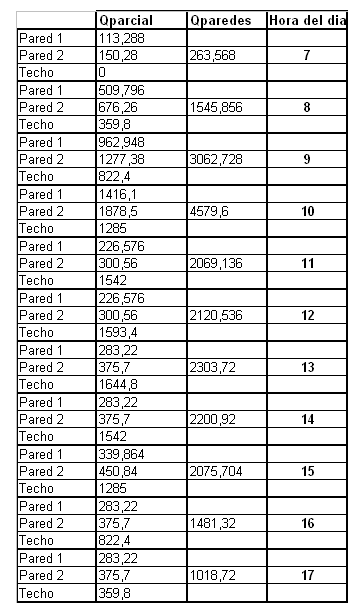 Qparcial Qparedes Hora del dia
Pared 1 113,288
Pared 2 150,28 263,568 7
Techo 0
Pared 1 509,796
Pared 2 676,26 1545,856 8
Techo 359,8
Pared 1 962,948
Pared 2 1277,38 3062,728 9
Techo 822,4
Pared 1 1416,1
Pared 2 1878,5 4579,6 10
Techo 1285
Pared 1 226,576
Pared 2 300,56 2069,136 11
Techo 1542
Pared 1 226,576
Pared 2 300,56 2120,536 12
Techo 1593,4
Pared 1 283,22
Pared 2 375,7 2303,72 13
Techo 1644,8
Pared 1 283,22
Pared 2 375,7 2200,92 14
Techo 1542
Pared 1 339,864
Pared 2 450,84 2075,704 15
Techo 1285
Pared 1 283,22
Pared 2 375,7 1481,32 16
Techo 822,4
Pared 1 283,22
Pared 2 375,7 1018,72 17
Techo 359,8